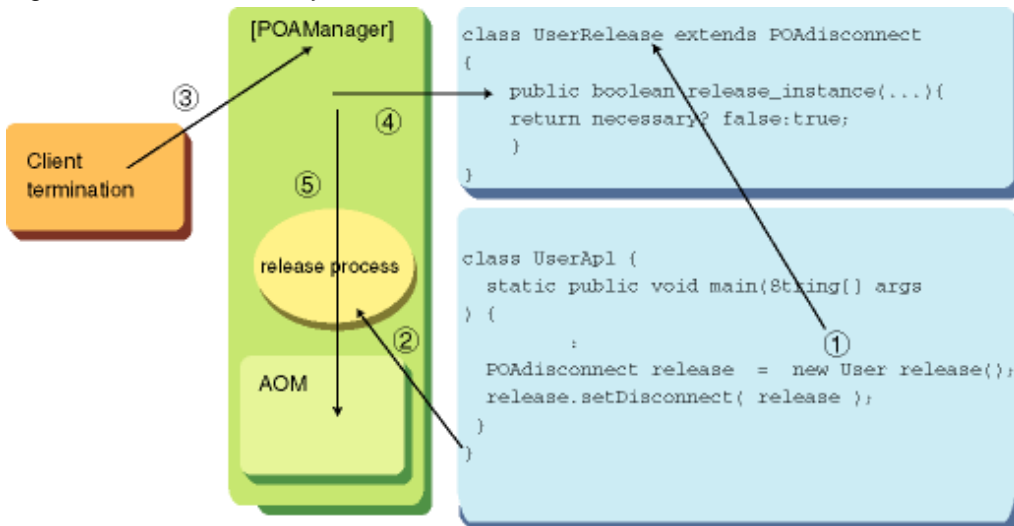 [POAManager]
③
④
Client
termination
⑤
release process
②
AOM
class UserRelease extends POAdisconnect
{
public boolean release_instance(...){
return necessary? false:true;
}
}
class UserApl {
static public void main(String[] args
) {
:
①
POAdisconnect release = new User release();
release.setDisconnect( release );
}
}